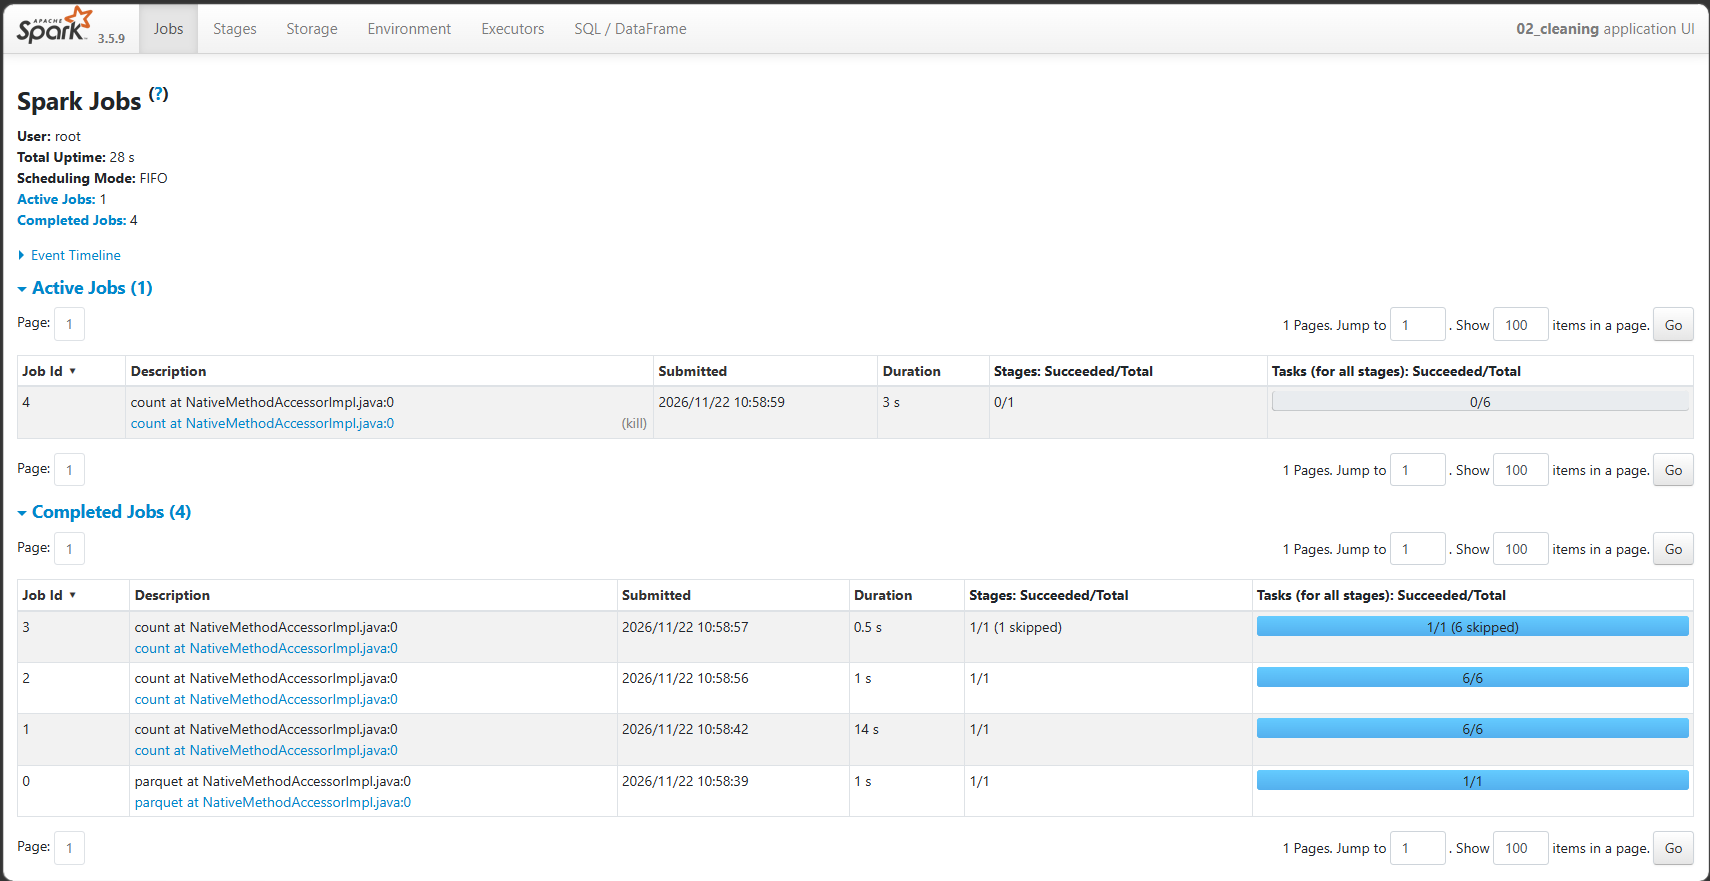 APACHE
Spark 3.5.9 Jobs Stages Storage Environment Executors SQL / DataFrame 02_cleaning application UI
Spark Jobs (?)
User: root
Total Uptime: 28 s
Scheduling Mode: FIFO
Active Jobs: 1
Completed Jobs: 4
Event Timeline
Active Jobs (1)
Page: 1 1 Pages. Jump to 1 . Show 100 items in a page. Go
Job Id ▼ Description Submitted Duration Stages: Succeeded/Total Tasks (for all stages): Succeeded/Total
4 count at NativeMethodAccessorImpl.java:0 2026/11/22 10:58:59 3 s 0/1 0/6
count at NativeMethodAccessorImpl.java:0 (kill)
Page: 1 1 Pages. Jump to 1 . Show 100 items in a page. Go
Completed Jobs (4)
Page: 1 1 Pages. Jump to 1 . Show 100 items in a page. Go
Job Id ▼ Description Submitted Duration Stages: Succeeded/Total Tasks (for all stages): Succeeded/Total
3 count at NativeMethodAccessorImpl.java:0 2026/11/22 10:58:57 0.5 s 1/1 (1 skipped) 1/1 (6 skipped)
count at NativeMethodAccessorImpl.java:0
2 count at NativeMethodAccessorImpl.java:0 2026/11/22 10:58:56 1 s 1/1 6/6
count at NativeMethodAccessorImpl.java:0
1 count at NativeMethodAccessorImpl.java:0 2026/11/22 10:58:42 14 s 1/1 6/6
count at NativeMethodAccessorImpl.java:0
0 parquet at NativeMethodAccessorImpl.java:0 2026/11/22 10:58:39 1 s 1/1 1/1
parquet at NativeMethodAccessorImpl.java:0
Page: 1 1 Pages. Jump to 1 . Show 100 items in a page. Go